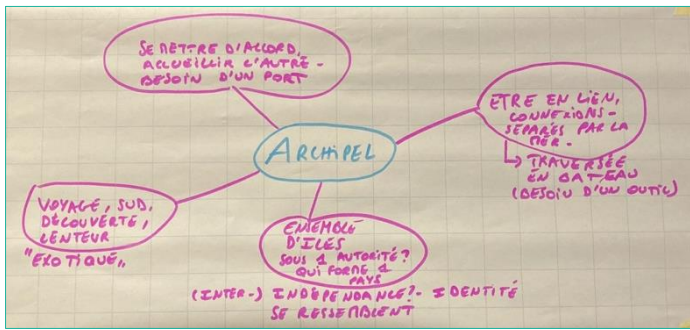 SE METTRE D'ACCORD,
ACCUEILLIR L'AUTRE -
BESOIN D'UN PORT
ETRE EN LIEN,
CONNEXIONS -
SÉPARÉS PAR LA
MER.
↳ TRAVERSÉE
EN BATEAU
(BESOIN D'UN OUTIL)
ARCHIPEL
VOYAGE, SUD,
DÉCOUVERTE,
LENTEUR
"EXOTIQUE"
ENSEMBLE
D'ILES
SOUS 1 AUTORITÉ?
QUI FORME 1
PAYS
(INTER-) INDÉPENDANCE? - IDENTITÉ
SE RESSEMBLENT